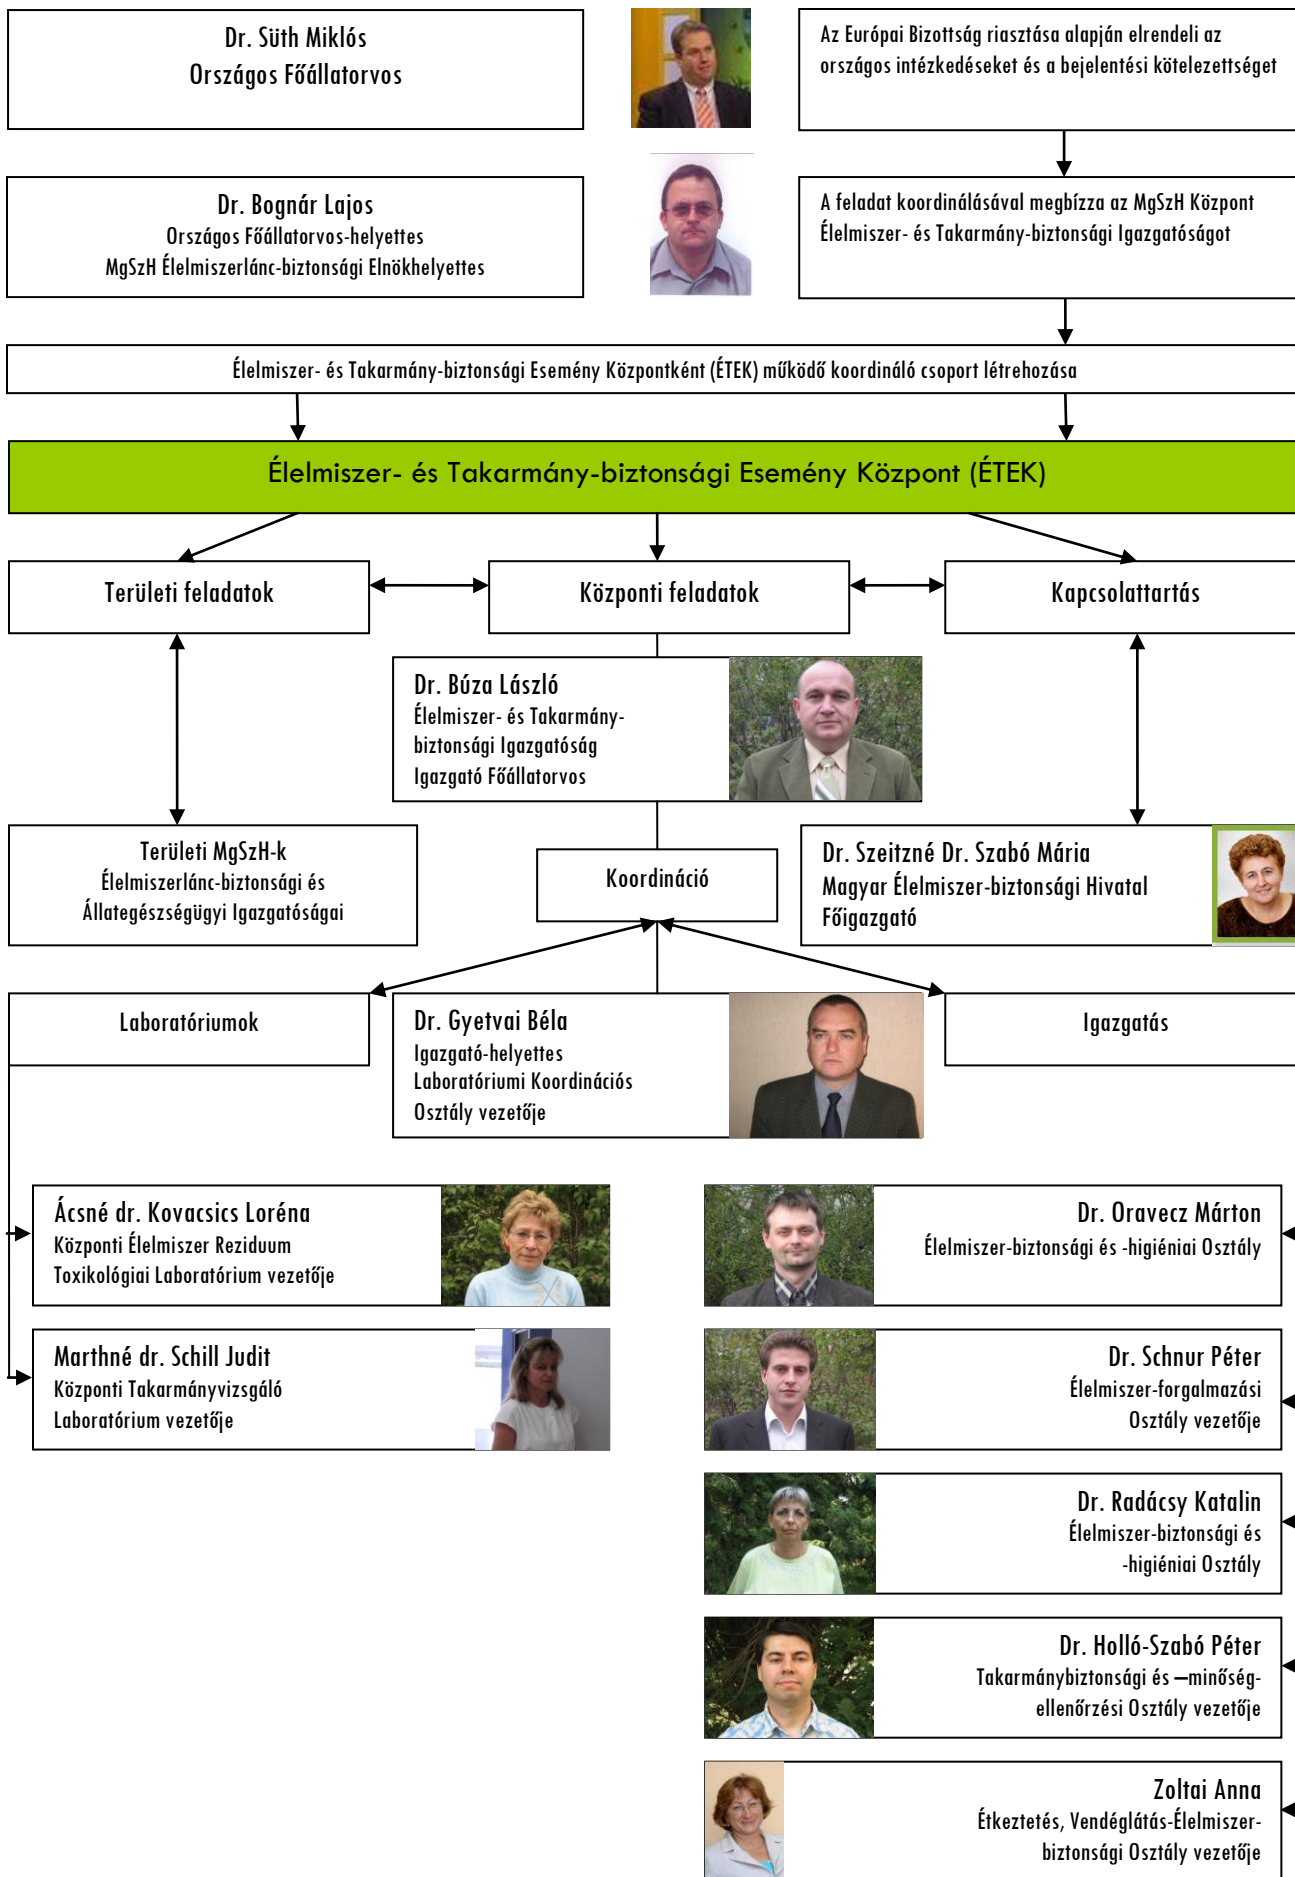 Dr. Süth Miklós
Országos Főállatorvos
Az Európai Bizottság riasztása alapján elrendeli az
országos intézkedéseket és a bejelentési kötelezettséget
Dr. Bognár Lajos
Országos Főállatorvos-helyettes
MgSzH Élelmiszerlánc-biztonsági Elnökhelyettes
A feladat koordinálásával megbízza az MgSzH Központ
Élelmiszer- és Takarmány-biztonsági Igazgatóságot
Élelmiszer- és Takarmány-biztonsági Esemény Központként (ÉTEK) működő koordináló csoport létrehozása
Élelmiszer- és Takarmány-biztonsági Esemény Központ (ÉTEK)
Területi feladatok
Központi feladatok
Kapcsolattartás
Dr. Búza László
Élelmiszer- és Takarmány-
biztonsági Igazgatóság
Igazgató Főállatorvos
Területi MgSzH-k
Élelmiszerlánc-biztonsági és
Állategészségügyi Igazgatóságai
Koordináció
Dr. Szeitzné Dr. Szabó Mária
Magyar Élelmiszer-biztonsági Hivatal
Főigazgató
Laboratóriumok
Dr. Gyetvai Béla
Igazgató-helyettes
Laboratóriumi Koordinációs
Osztály vezetője
Igazgatás
Ácsné dr. Kovacsics Loréna
Központi Élelmiszer Reziduum
Toxikológiai Laboratórium vezetője
Dr. Oravecz Márton
Élelmiszer-biztonsági és -higiéniai Osztály
Marthné dr. Schill Judit
Központi Takarmányvizsgáló
Laboratórium vezetője
Dr. Schnur Péter
Élelmiszer-forgalmazási
Osztály vezetője
Dr. Radácsy Katalin
Élelmiszer-biztonsági és
-higiéniai Osztály
Dr. Holló-Szabó Péter
Takarmánybiztonsági és –minőség-
ellenőrzési Osztály vezetője
Zoltai Anna
Étkeztetés, Vendéglátás-Élelmiszer-
biztonsági Osztály vezetője